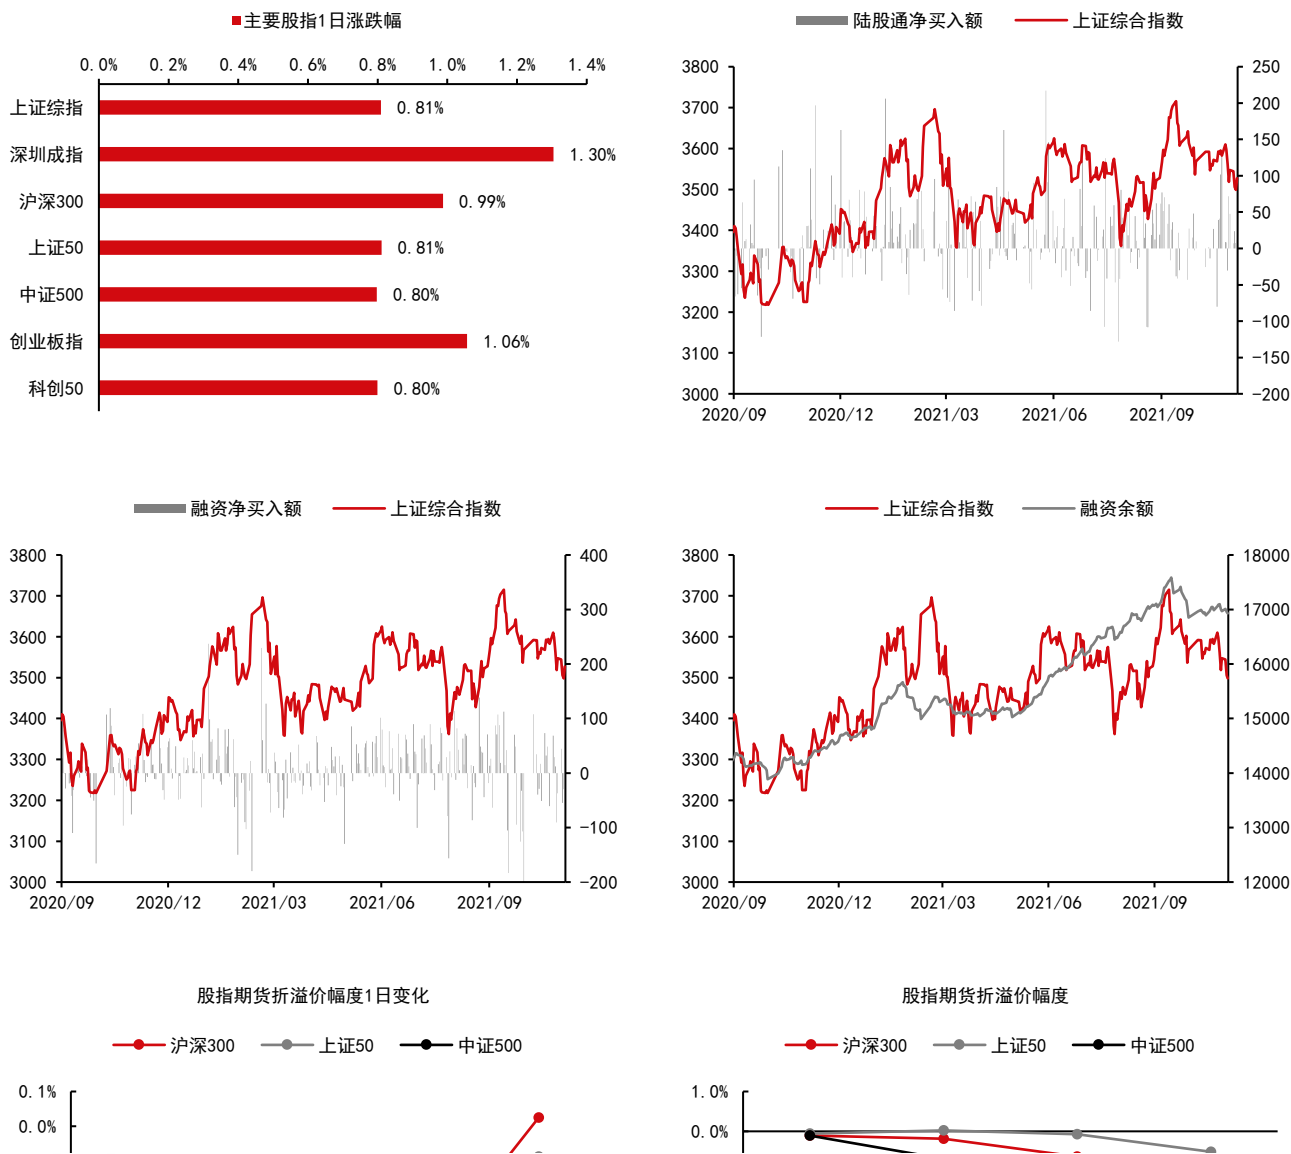 主要股指1日涨跌幅
0.0% 0.2% 0.4% 0.6% 0.8% 1.0% 1.2% 1.4%
上证综指 0.81%
深圳成指 1.30%
沪深300 0.99%
上证50 0.81%
中证500 0.80%
创业板指 1.06%
科创50 0.80%
陆股通净买入额 上证综合指数
3800 250
3700 200
3600 150
3500 100
3400 50
3300 0
3200 -50
3100 -100
3000 -150
-200
2020/09 2020/12 2021/03 2021/06 2021/09
融资净买入额 上证综合指数
3800 400
3700 300
3600 200
3500 100
3400 0
3300 -100
3200 -200
3100
3000
2020/09 2020/12 2021/03 2021/06 2021/09
上证综合指数 融资余额
3800 18000
3700 17000
3600 16000
3500 15000
3400 14000
3300 13000
3200 12000
3100
3000
2020/09 2020/12 2021/03 2021/06 2021/09
股指期货折溢价幅度1日变化
沪深300 上证50 中证500
0.1%
0.0%
股指期货折溢价幅度
沪深300 上证50 中证500
1.0%
0.0%